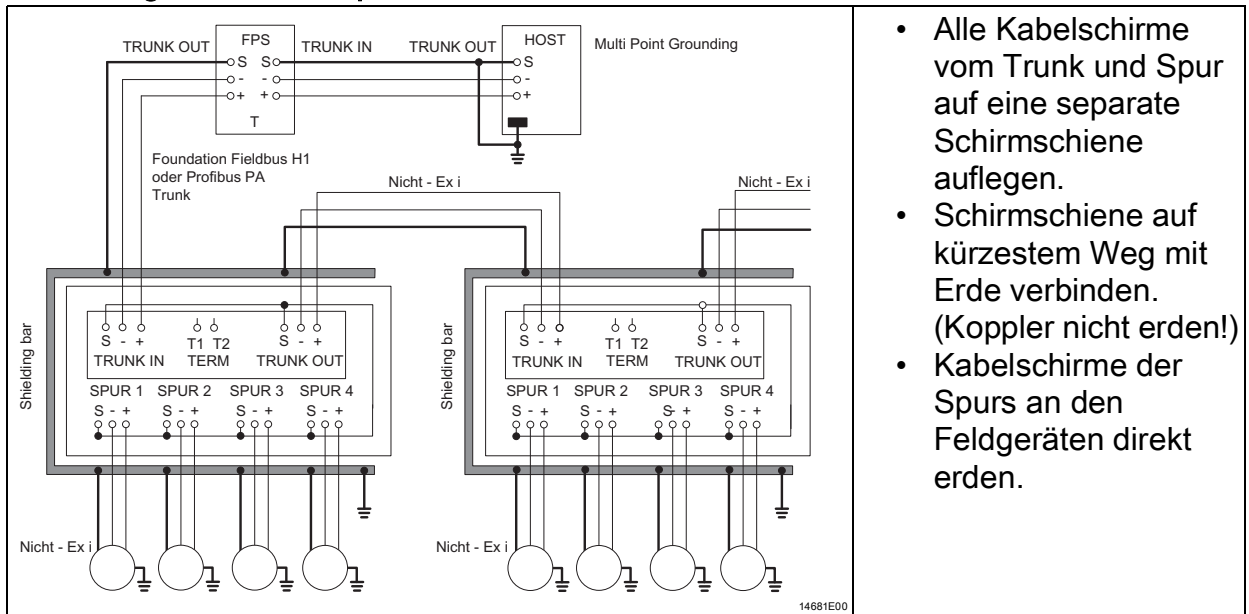 TRUNK OUT FPS TRUNK IN TRUNK OUT HOST Multi Point Grounding
S S S
- - -
+ + +
T
Foundation Fieldbus H1
oder Profibus PA
Trunk
Nicht - Ex i Nicht - Ex i
Shielding bar
S - + T1 T2 S - +
TRUNK IN TERM TRUNK OUT
SPUR 1 SPUR 2 SPUR 3 SPUR 4
S - + S - + S - + S - +
Nicht - Ex i
Shielding bar
S - + T1 T2 S - +
TRUNK IN TERM TRUNK OUT
SPUR 1 SPUR 2 SPUR 3 SPUR 4
S - + S - + S- + S - +
Nicht - Ex i
14681E00
• Alle Kabelschirme
vom Trunk und Spur
auf eine separate
Schirmschiene
auflegen.
• Schirmschiene auf
kürzestem Weg mit
Erde verbinden.
(Koppler nicht erden!)
• Kabelschirme der
Spurs an den
Feldgeräten direkt
erden.